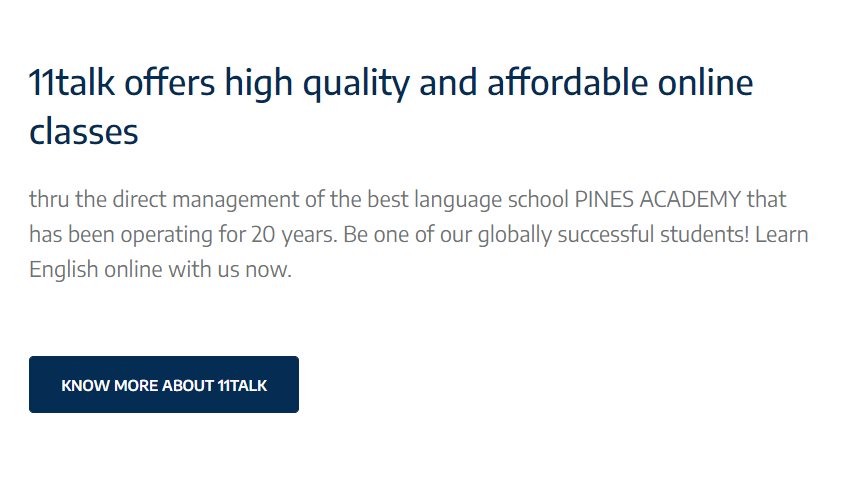 11talk offers high quality and affordable online
classes
thru the direct management of the best language school PINES ACADEMY that
has been operating for 20 years. Be one of our globally successful students! Learn
English online with us now.
KNOW MORE ABOUT 11TALK